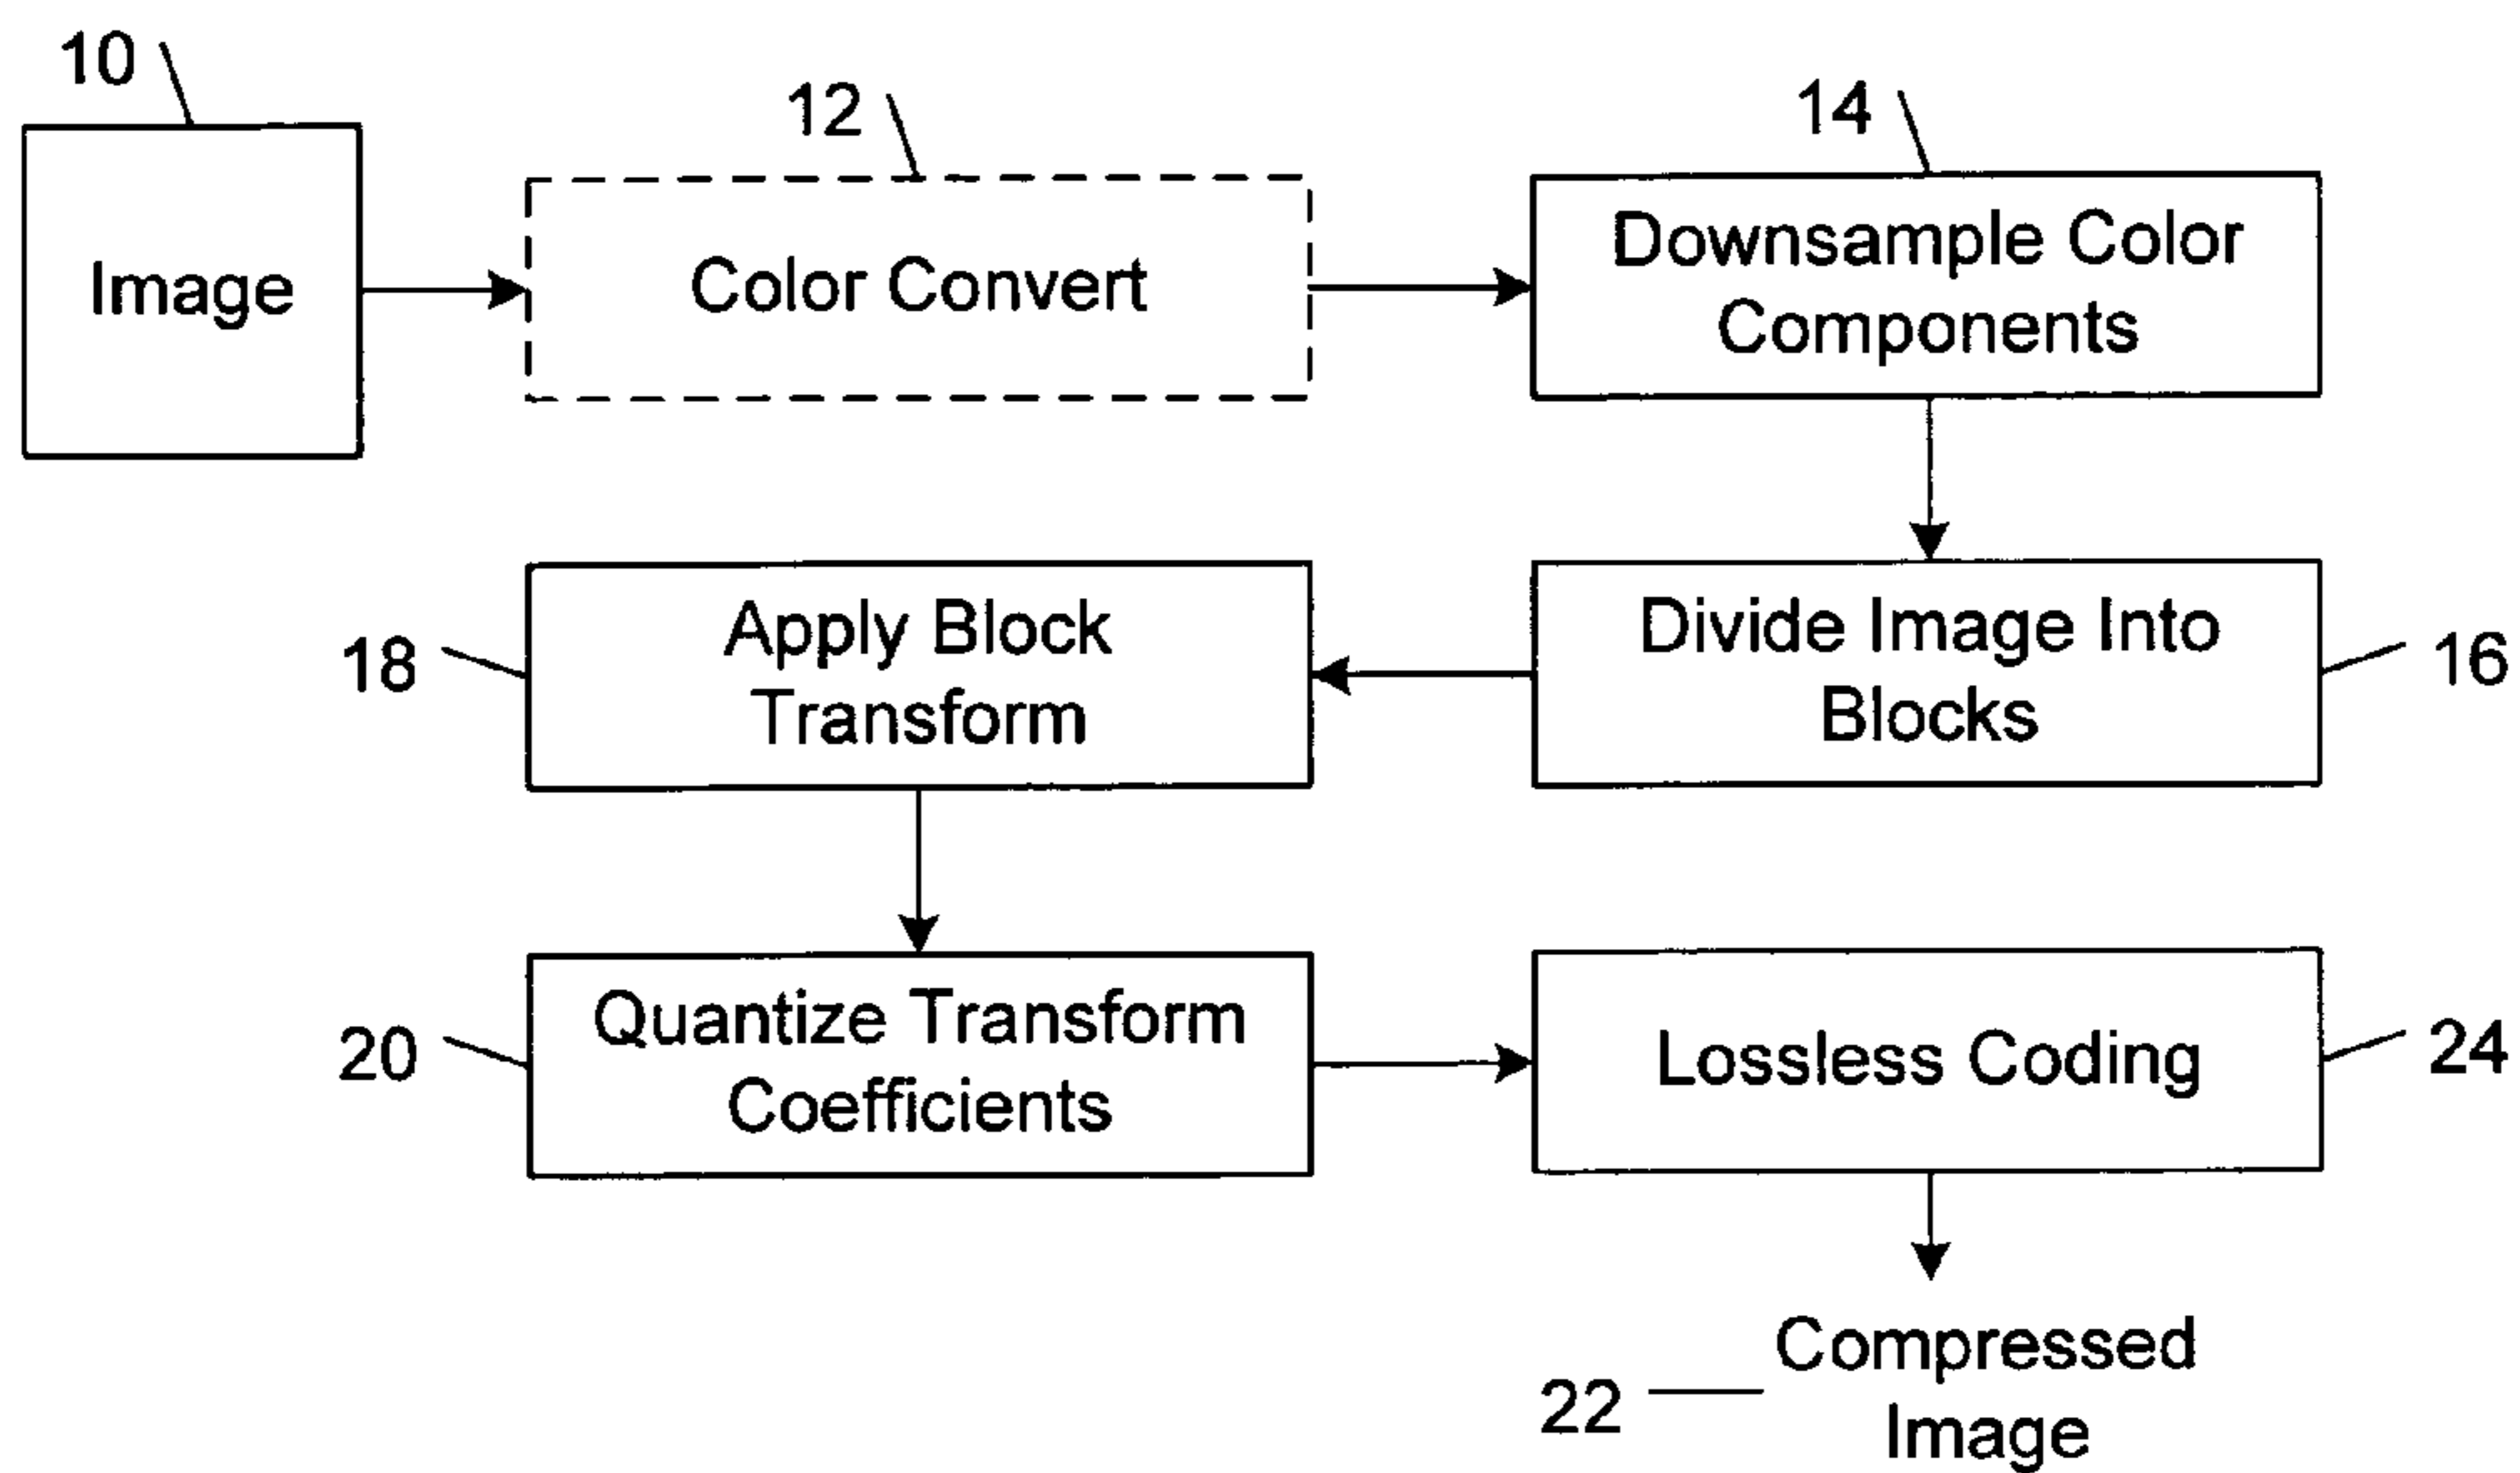 10
12
14
Image
Color Convert
Downsample Color
Components
18
Apply Block
Transform
Divide Image Into
Blocks
16
20
Quantize Transform
Coefficients
Lossless Coding
24
22
Compressed
Image